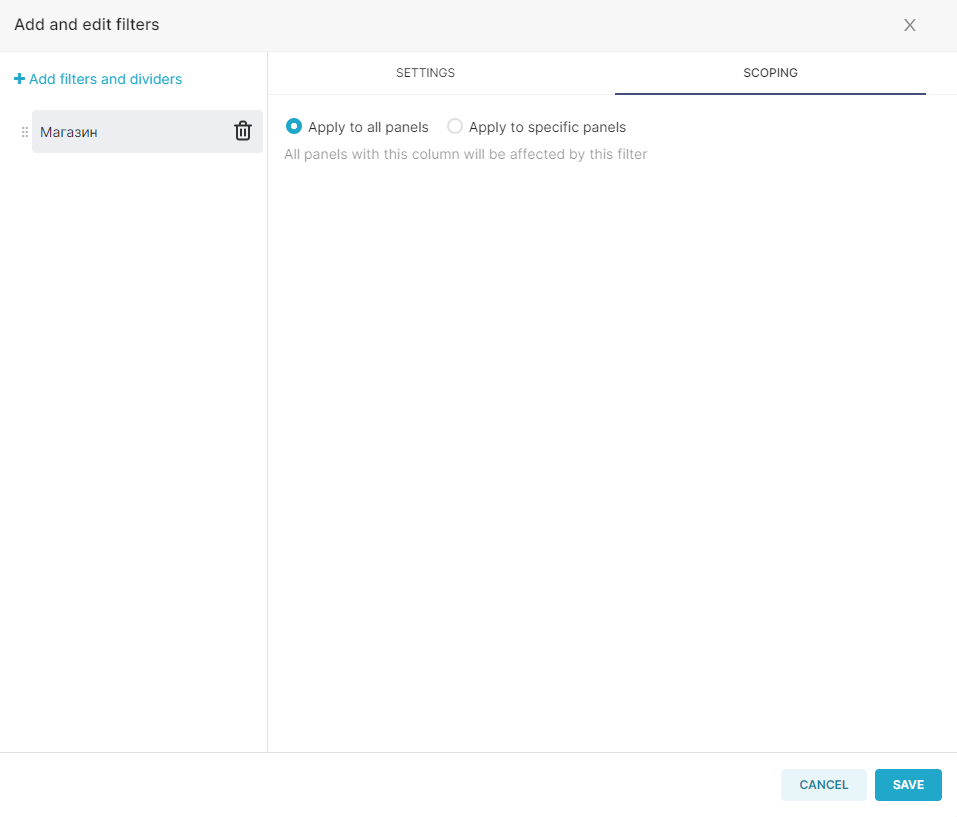 Add and edit filters
Add filters and dividers
Магазин
SETTINGS
SCOPING
Apply to all panels
Apply to specific panels
All panels with this column will be affected by this filter
CANCEL
SAVE